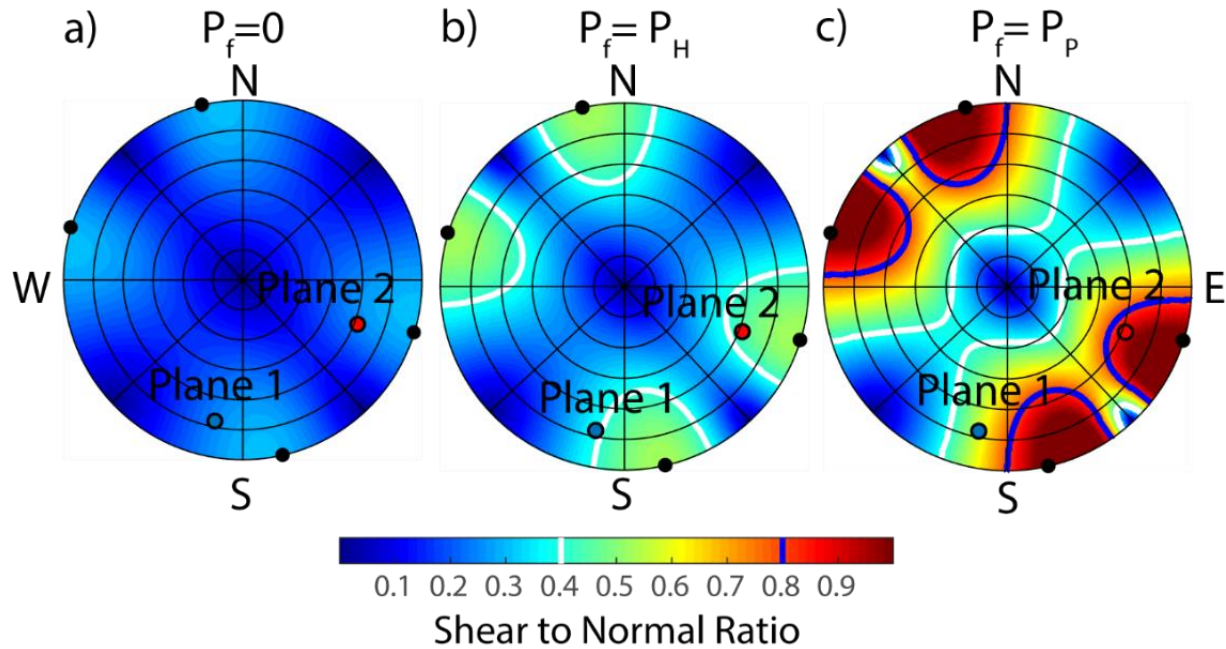 a) P_f=0 b) P_f= P_H c) P_f= P_P
N N N
W Plane 2 Plane 2 Plane 2 E
Plane 1 Plane 1 Plane 1
S S S
0.1 0.2 0.3 0.4 0.5 0.6 0.7 0.8 0.9
Shear to Normal Ratio